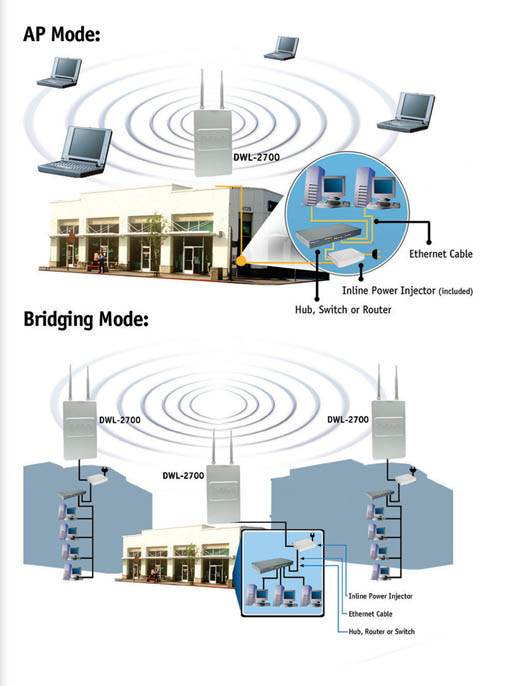 AP Mode:
DWL-2700
Ethernet Cable
Inline Power Injector (included)
Hub, Switch or Router
Bridging Mode:
DWL-2700
DWL-2700
DWL-2700
Inline Power Injector
Ethernet Cable
Hub, Router or Switch